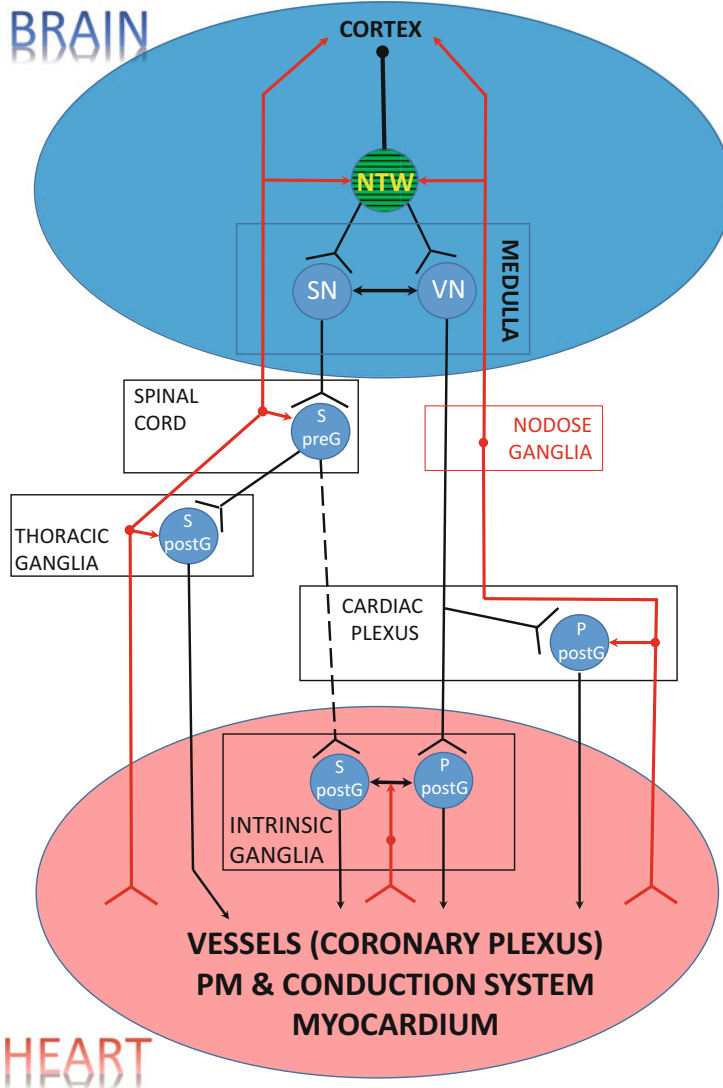 BRAIN
CORTEX
NTW
MEDULLA
SN
VN
SPINAL
CORD
S
preG
NODOSE
GANGLIA
THORACIC
GANGLIA
S
postG
CARDIAC
PLEXUS
P
postG
S
postG
P
postG
INTRINSIC
GANGLIA
VESSELS (CORONARY PLEXUS)
PM & CONDUCTION SYSTEM
MYOCARDIUM
HEART